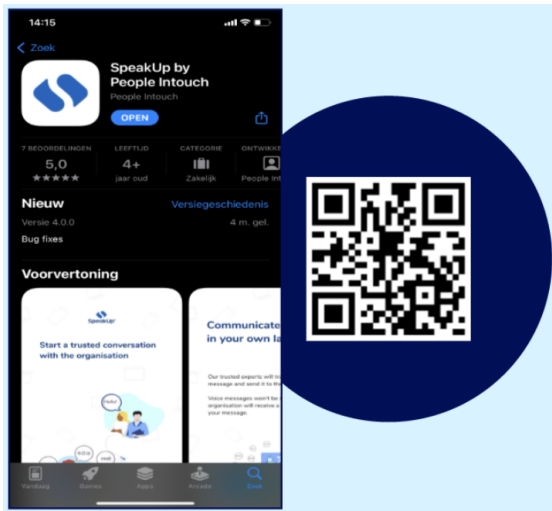 14:15
Zoek
SpeakUp by
People Intouch
People Intouch
OPEN
7 BEOORDELINGEN
LEEFTIJD
CATEGORIE
ONTWIKKE
5,0
4+
jaar oud
Zakelijk
People Int
Nieuw
Versiegeschiedenis
Versie 4.0.0
4 m. gel.
Bug fixes
Voorvertoning
SpeakUp
Start a trusted conversation
with the organisation
Hello!
Communicate
in your own la
Our trusted experts will tr
message and send it to the
Voice messages won't be
organisation will receive a
your message.
Vandaag
Games
Apps
Arcade
Zoek